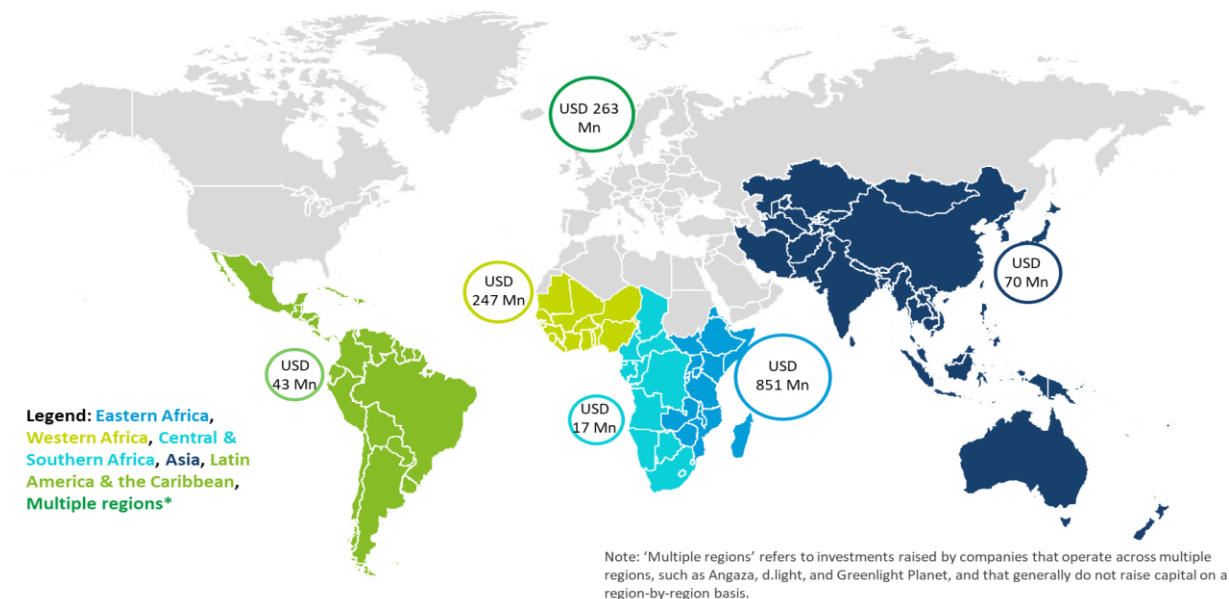 USD 263
Mn
USD
247 Mn
USD
70 Mn
USD
43 Mn
USD
851 Mn
USD
17 Mn
Legend: Eastern Africa,
Western Africa, Central &
Southern Africa, Asia, Latin
America & the Caribbean,
Multiple regions*
Note: ‘Multiple regions’ refers to investments raised by companies that operate across multiple
regions, such as Angaza, d.light, and Greenlight Planet, and that generally do not raise capital on a
region-by-region basis.